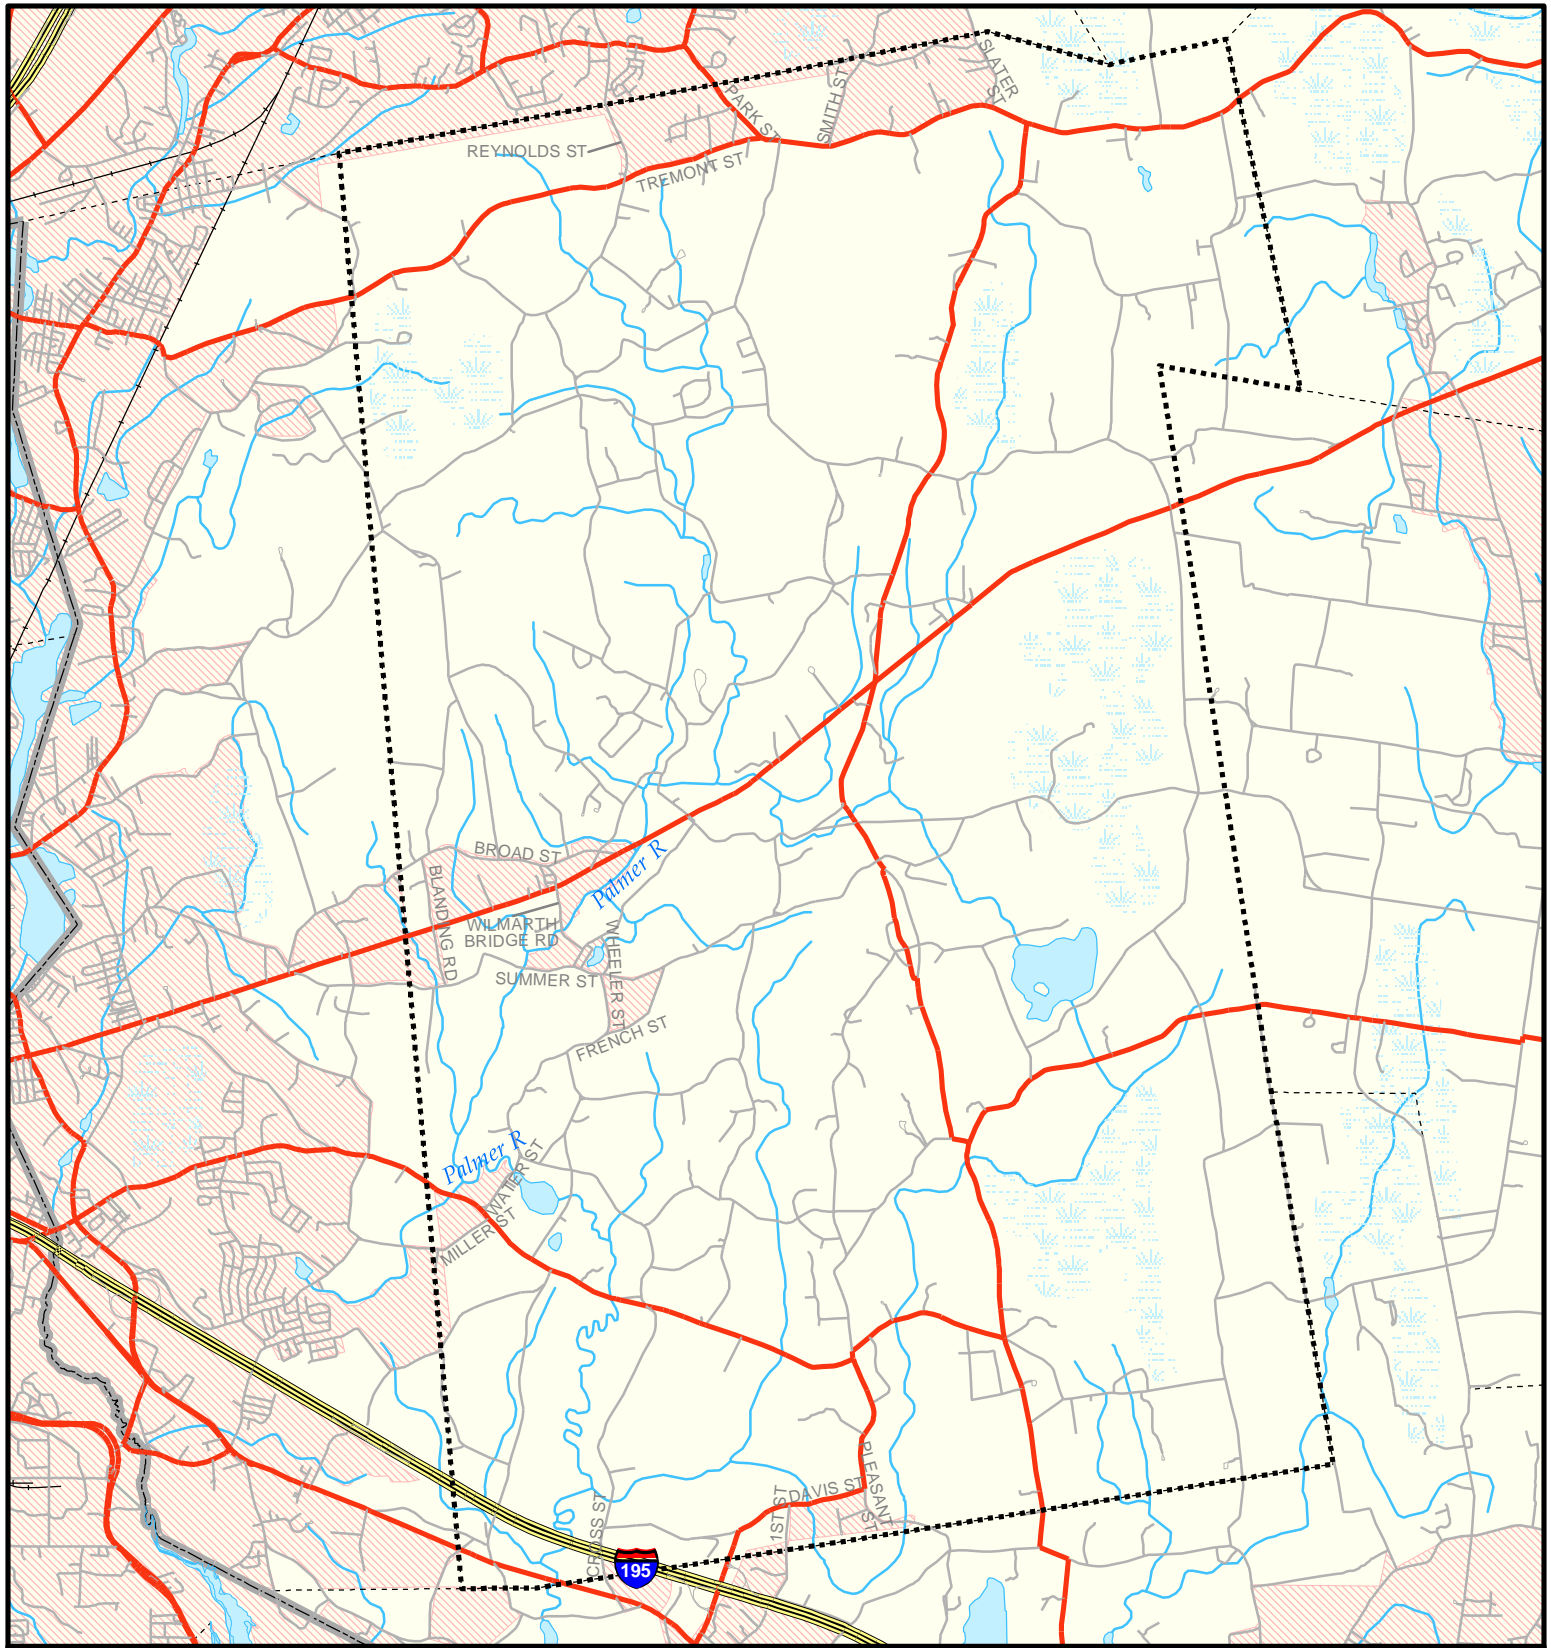 SLATER
ST
PARK ST
SMITH ST
REYNOLDS ST
TREMONT ST
BROAD ST
Palmer R
BLANDING RD
WILMARTH
BRIDGE RD
WHEELER ST
SUMMER ST
FRENCH ST
Palmer R
WATER ST
MILLER ST
PLEASANT
ST
DAVIS ST
1ST ST
CROSS ST
195